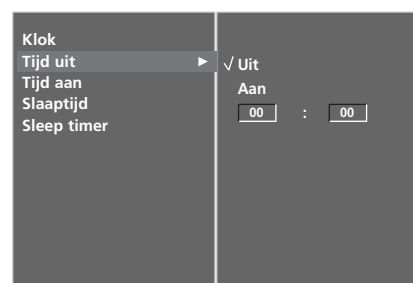 Klok
Tijd uit ►
Tijd aan
Slaaptijd
Sleep timer
√ Uit
Aan
00 : 00